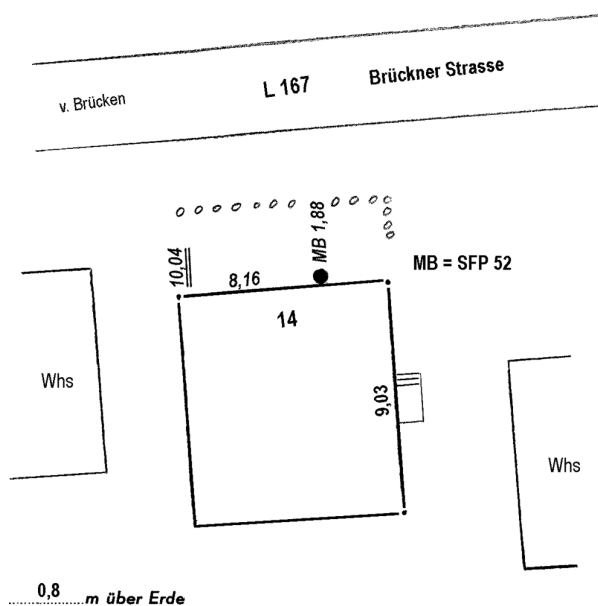 v. Brücken
L 167
Brückner Strasse
10,04
8,16
MB 1,88
MB = SFP 52
14
Whs
9,03
Whs
0,8 m über Erde